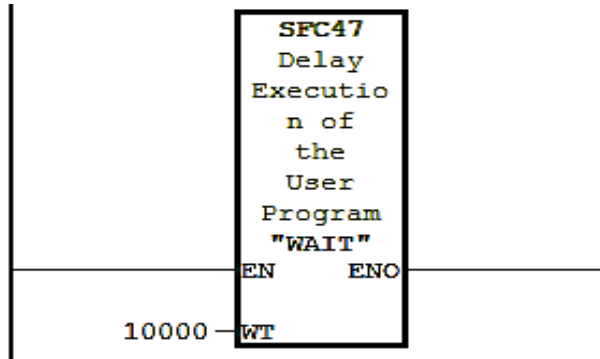 SFC47
Delay
Executio
n of
the
User
Program
"WAIT"
EN ENO
10000 WT